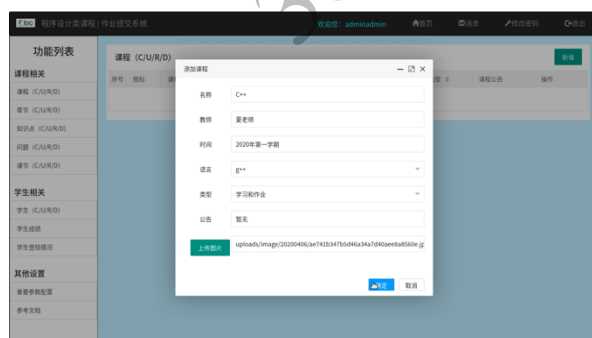 程序设计类课程|作业提交系统
欢迎您: adminadmin
首页
消息
修改密码
退出
功能列表
课程相关
课程 (C/U/R/D)
章节 (C/U/R/D)
知识点 (C/U/R/D)
问题 (C/U/R/D)
课节 (C/U/R/D)
学生相关
学生 (C/U/R/D)
学生成绩
学生登陆情况
其他设置
重要参数配置
参考文档
课程 (C/U/R/D)
新增
序号 图标
课程公告 操作
添加课程
名称 C++
教师 夏老师
时间 2020年第一学期
语言 g++
类型 学习和作业
公告 暂无
上传图片 uploads/image/20200406/ae741b347b5d46a34a7d40aee8a8560e.jp
确定 取消